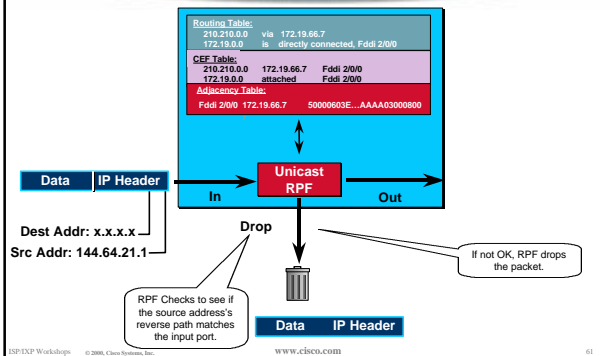 Routing Table:
210.210.0.0 via 172.19.66.7
172.19.0.0 is directly connected, Fddi 2/0/0
CEF Table:
210.210.0.0 172.19.66.7 Fddi 2/0/0
172.19.0.0 attached Fddi 2/0/0
Adjacency Table:
Fddi 2/0/0 172.19.66.7 50000603E...AAAA03000800
Data IP Header
In
Unicast
RPF
Out
Dest Addr: x.x.x.x
Src Addr: 144.64.21.1
Drop
If not OK, RPF drops
the packet.
RPF Checks to see if
the source address's
reverse path matches
the input port.
Data IP Header
ISP/IXP Workshops © 2000, Cisco Systems, Inc. www.cisco.com 61